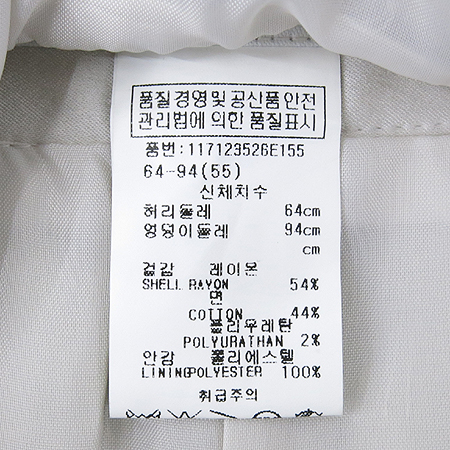 품질경영및공산품안전
관리법에 의한 품질표시
품번:117123526E155
64-94(55)
신체치수
허리둘레 64cm
엉덩이둘레 94cm
cm
겉감 레이온
SHELL RAYON 54%
면
COTTON 44%
폴리우레탄
POLYURATHAN 2%
안감 폴리에스텔
LININGPOLYESTER 100%
취급주의